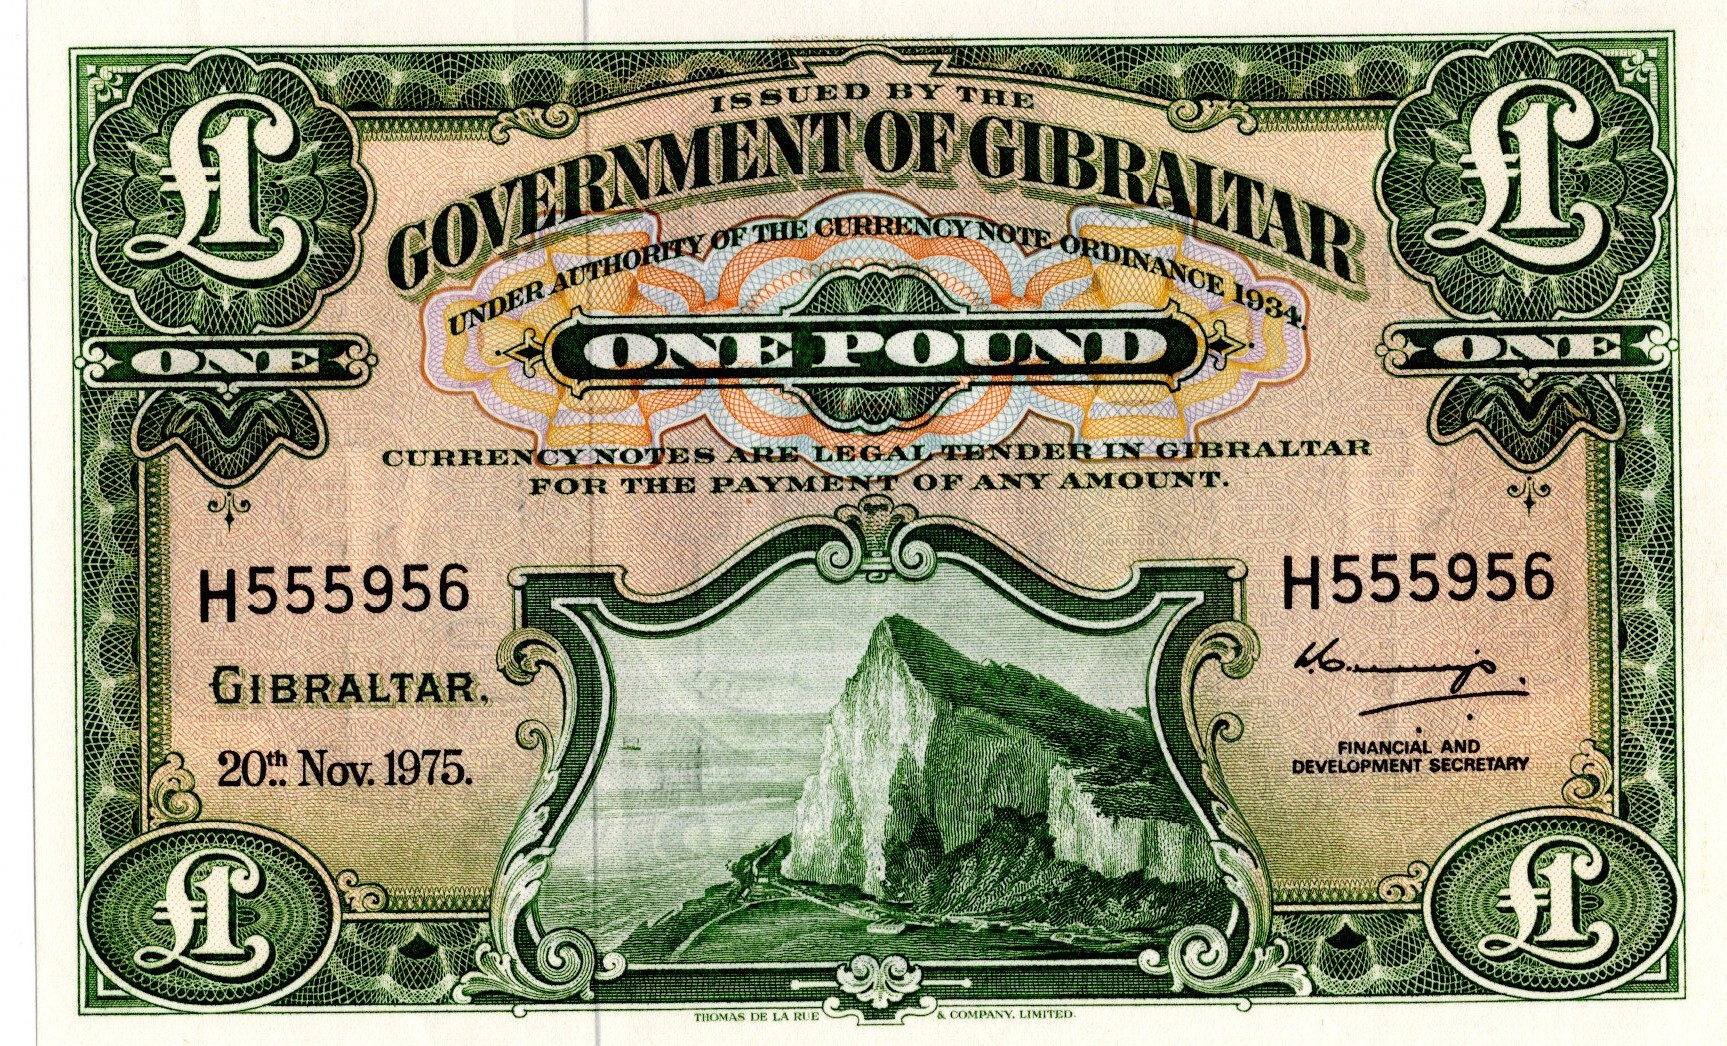 ISSUED BY THE
GOVERNMENT OF GIBRALTAR
UNDER AUTHORITY OF THE CURRENCY NOTE ORDINANCE 1934.
£1
£1
ONE
ONE POUND
ONE
CURRENCY NOTES ARE LEGAL TENDER IN GIBRALTAR
FOR THE PAYMENT OF ANY AMOUNT.
H555956
H555956
GIBRALTAR,
20th Nov. 1975.
FINANCIAL AND
DEVELOPMENT SECRETARY
£1
£1
THOMAS DE LA RUE & COMPANY, LIMITED.